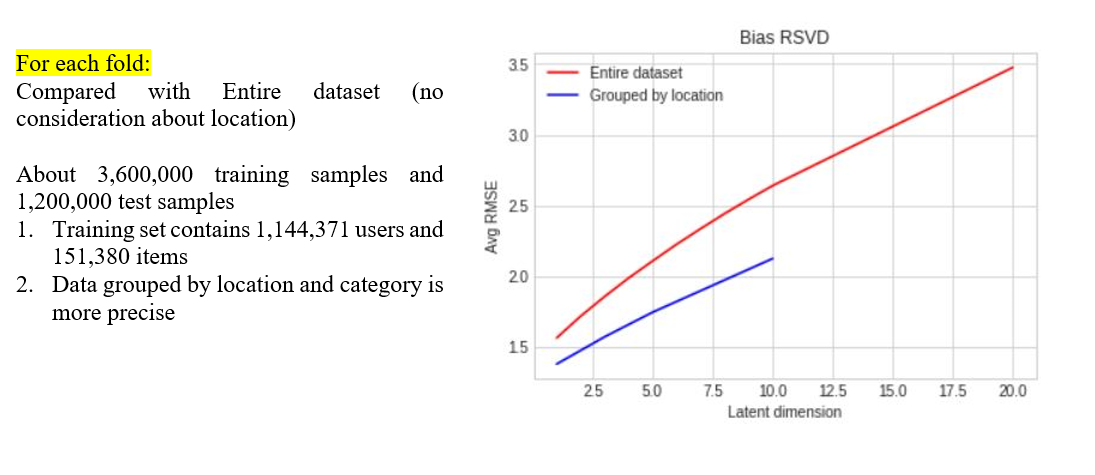 For each fold:
Compared with Entire dataset (no
consideration about location)
About 3,600,000 training samples and
1,200,000 test samples
1. Training set contains 1,144,371 users and
151,380 items
2. Data grouped by location and category is
more precise
Bias RSVD
Entire dataset
Grouped by location
Avg RMSE
3.5
3.0
2.5
2.0
1.5
2.5 5.0 7.5 10.0 12.5 15.0 17.5 20.0
Latent dimension